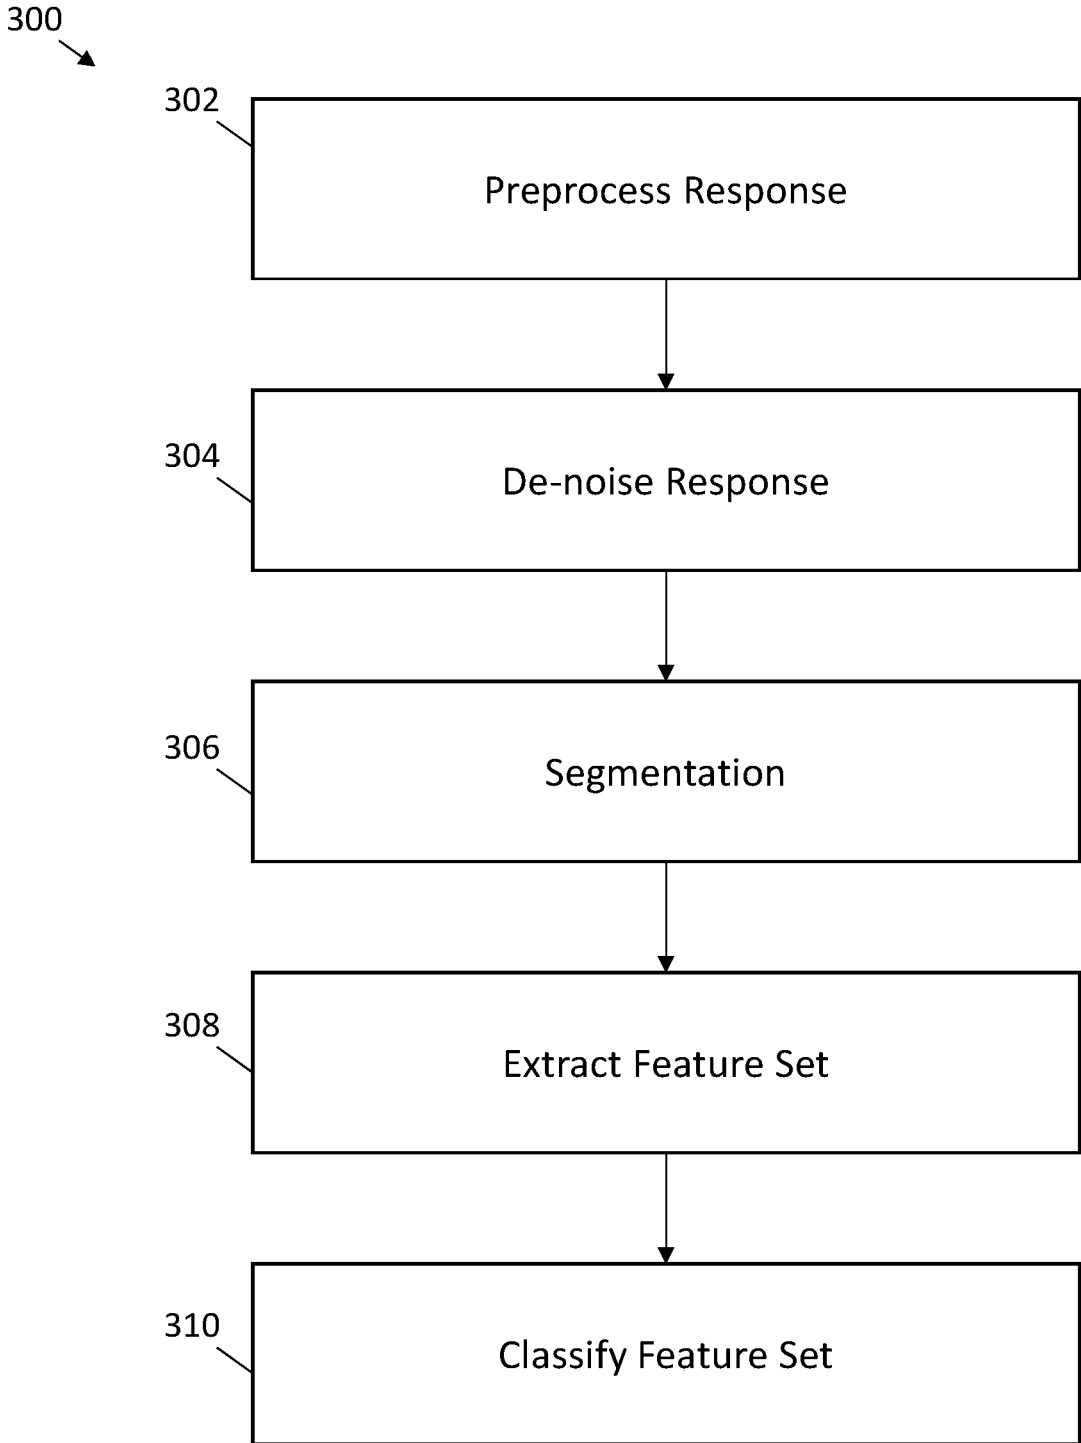 300
302
Preprocess Response
304
De-noise Response
306
Segmentation
308
Extract Feature Set
310
Classify Feature Set